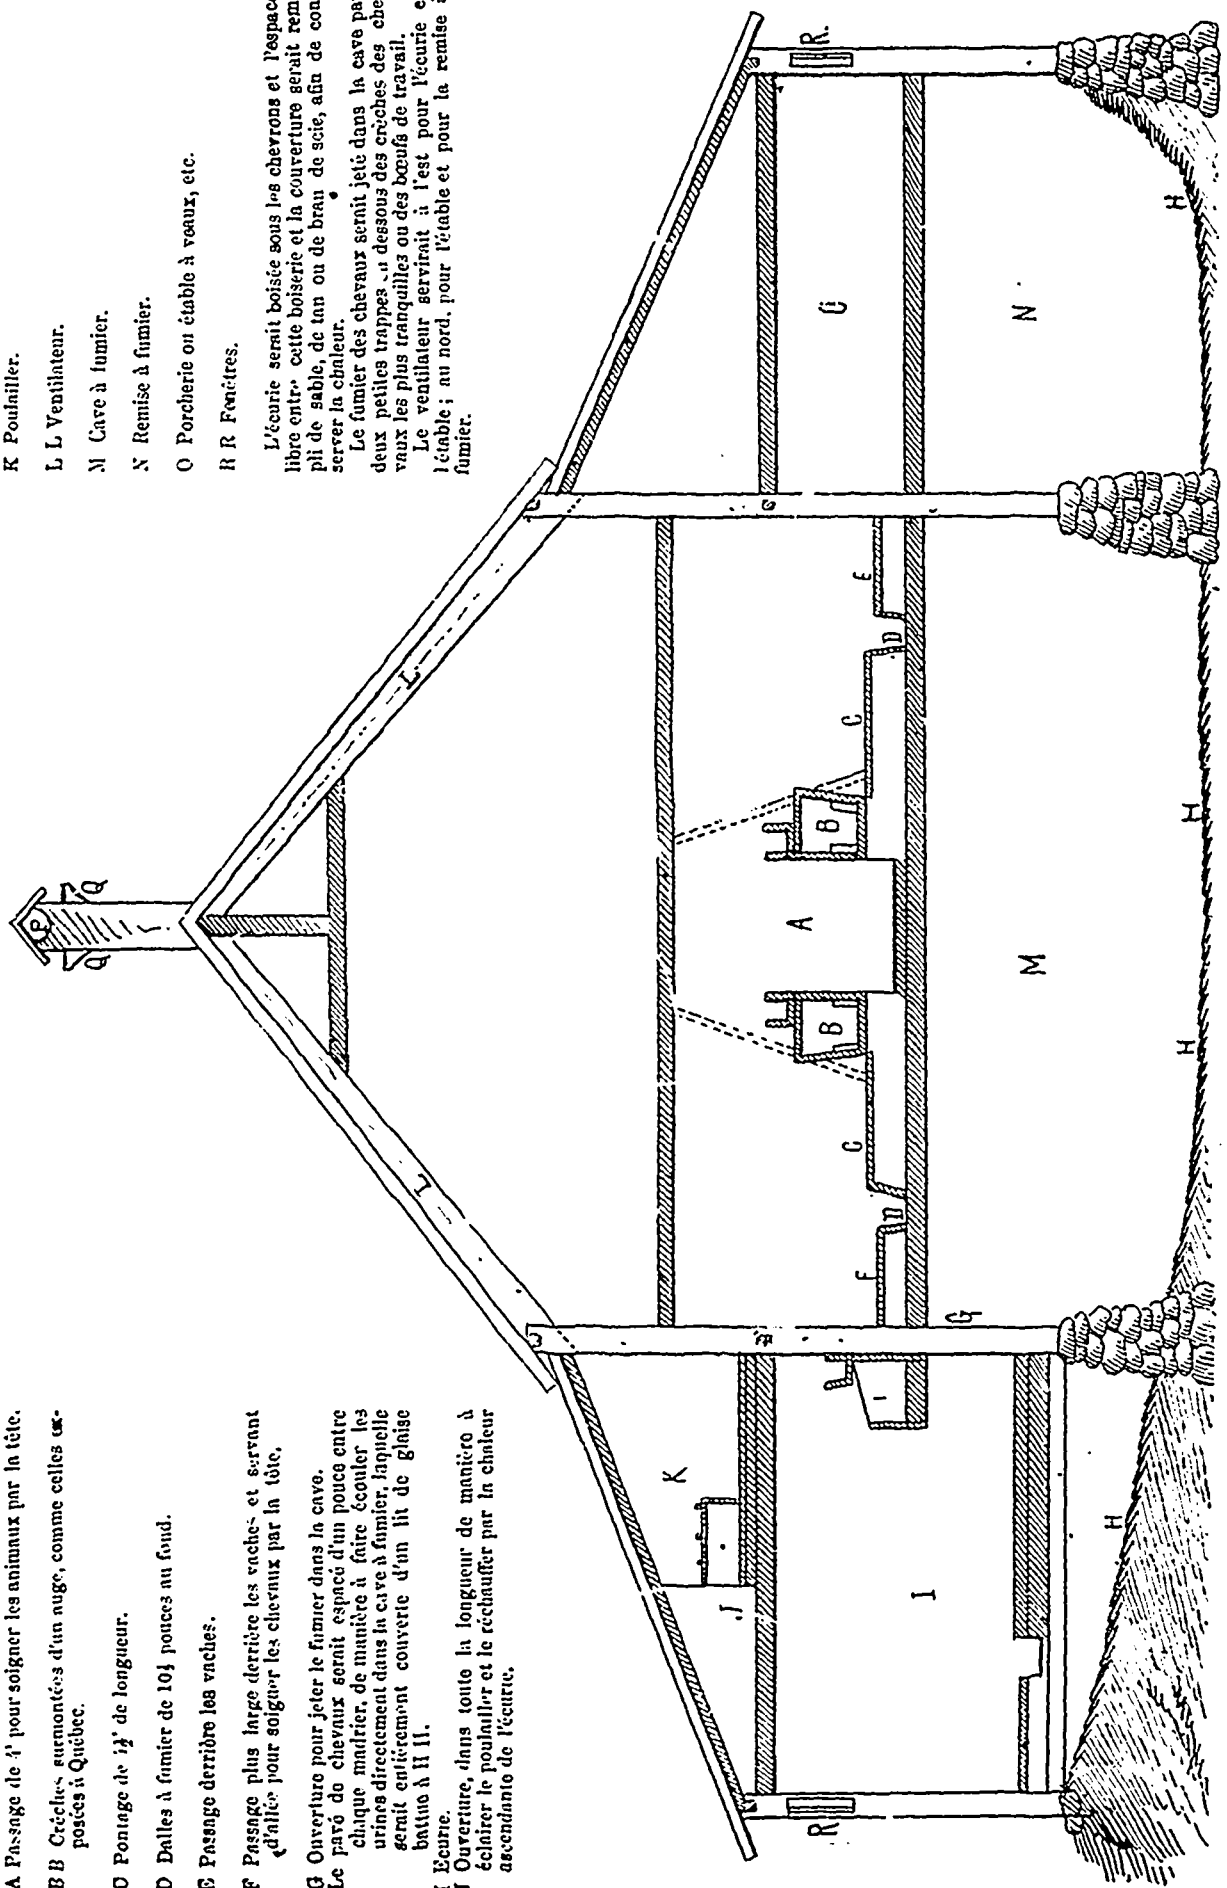 A Passage de 4' pour soigner les animaux par la tête.
B B Crèches surmontées d'un auge, comme celles ex-
posées à Québec.
C Pontage de 4½' de longueur.
D Dalles à fumier de 10½ pouces au fond.
E Passage derrière les vaches.
F Passage plus large derrière les vaches et servant
d'allée pour soigner les chevaux par la tête.
G Ouverture pour jeter le fumier dans la cave.
Le pavé de chevaux serait espacé d'un pouce entre
chaque madrier, de manière à faire écouler les
urines directement dans la cave à fumier, laquelle
serait entièrement couverte d'un lit de glaise
battue à H H.
I Ecurie.
J Ouverture, dans toute la longueur de manière à
éclairer le poulailler et le réchauffer par la chaleur
ascendante de l'écurie.
K Poulailler.
L L Ventilateur.
M Cave à fumier.
N Remise à fumier.
O Porcherie ou étable à veaux, etc.
R R Fenêtres.
L'écurie serait boisée sous les chevrons et l'espace
libre entre cette boiserie et la couverture serait rem
pli de sable, de tan ou de bran de scie, afin de con
server la chaleur.
Le fumier des chevaux serait jeté dans la cave par
deux petites trappes au dessous des crèches des che
vaux les plus tranquilles ou des bœufs de travail.
Le ventilateur servirait à l'est pour l'écurie e
l'étable ; au nord, pour l'étable et pour la remise à
fumier.
P
Q Q
L L
K
J
I
I
R
R.
A
B B
C C
D D
E
F
G
H H H H
M
N
O